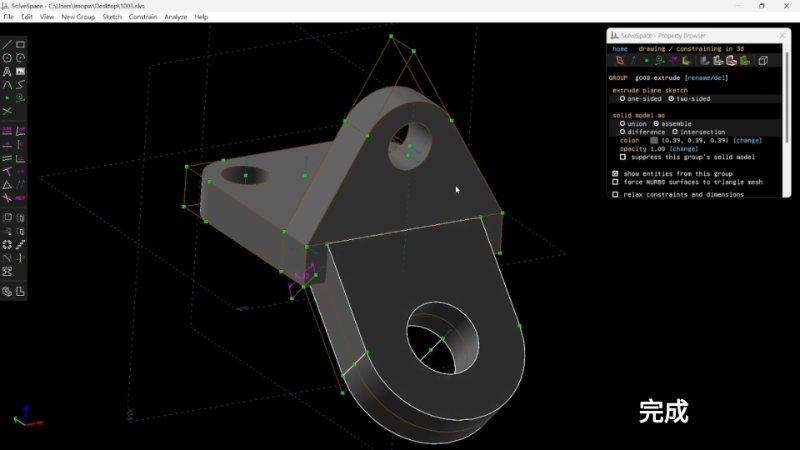 SolveSpace - C:\Users\imopw\Desktop\1003.slvs
File Edit View New Group Sketch Constrain Analyze Help
SolveSpace - Property Browser
home drawing / constraining in 3d
GROUP g008-extrude [rename/del]
extrude plane sketch
one-sided two-sided
solid model as
union assemble
difference intersection
color (0.39, 0.39, 0.39) [change]
opacity 1.00 [change]
suppress this group's solid model
show entities from this group
force NURBS surfaces to triangle mesh
relax constraints and dimensions
完成